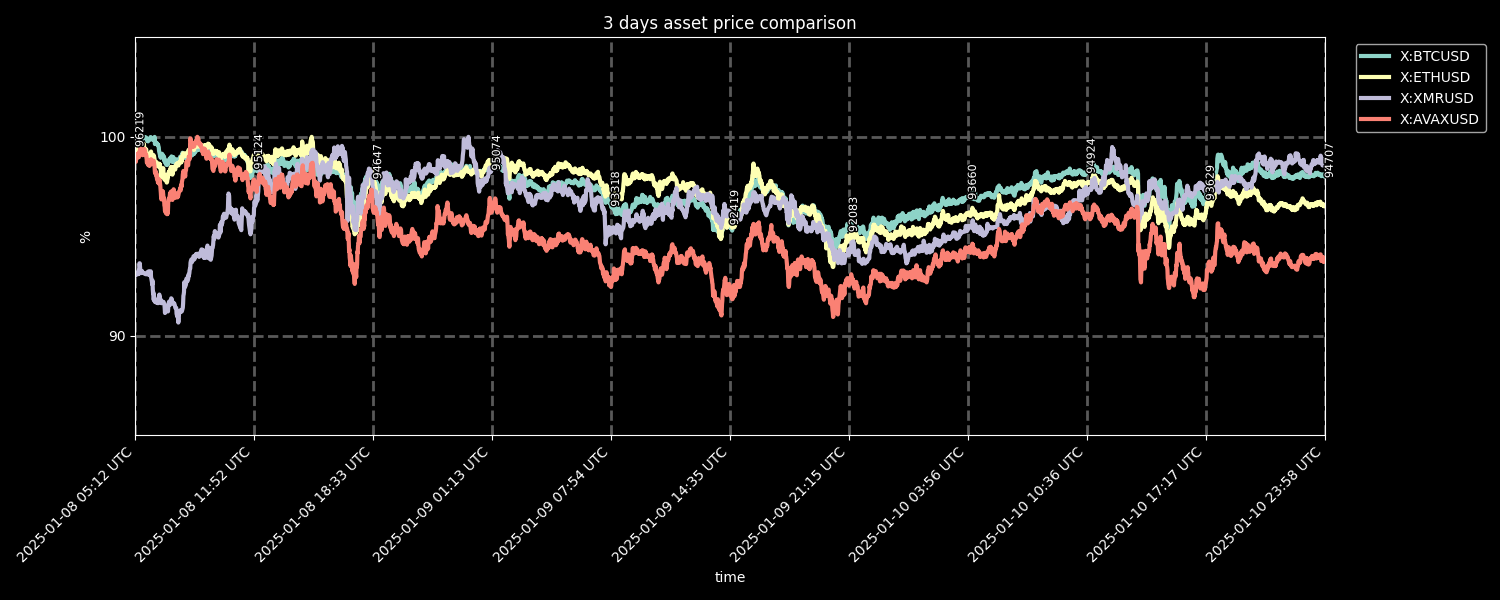 3 days asset price comparison
X:BTCUSD
X:ETHUSD
X:XMRUSD
X:AVAXUSD
%
100
90
96219
95124
94647
95074
93318
92419
92083
93660
94924
93629
94707
2025-01-08 05:12 UTC
2025-01-08 11:52 UTC
2025-01-08 18:33 UTC
2025-01-09 01:13 UTC
2025-01-09 07:54 UTC
2025-01-09 14:35 UTC
2025-01-09 21:15 UTC
2025-01-10 03:56 UTC
2025-01-10 10:36 UTC
2025-01-10 17:17 UTC
2025-01-10 23:58 UTC
time